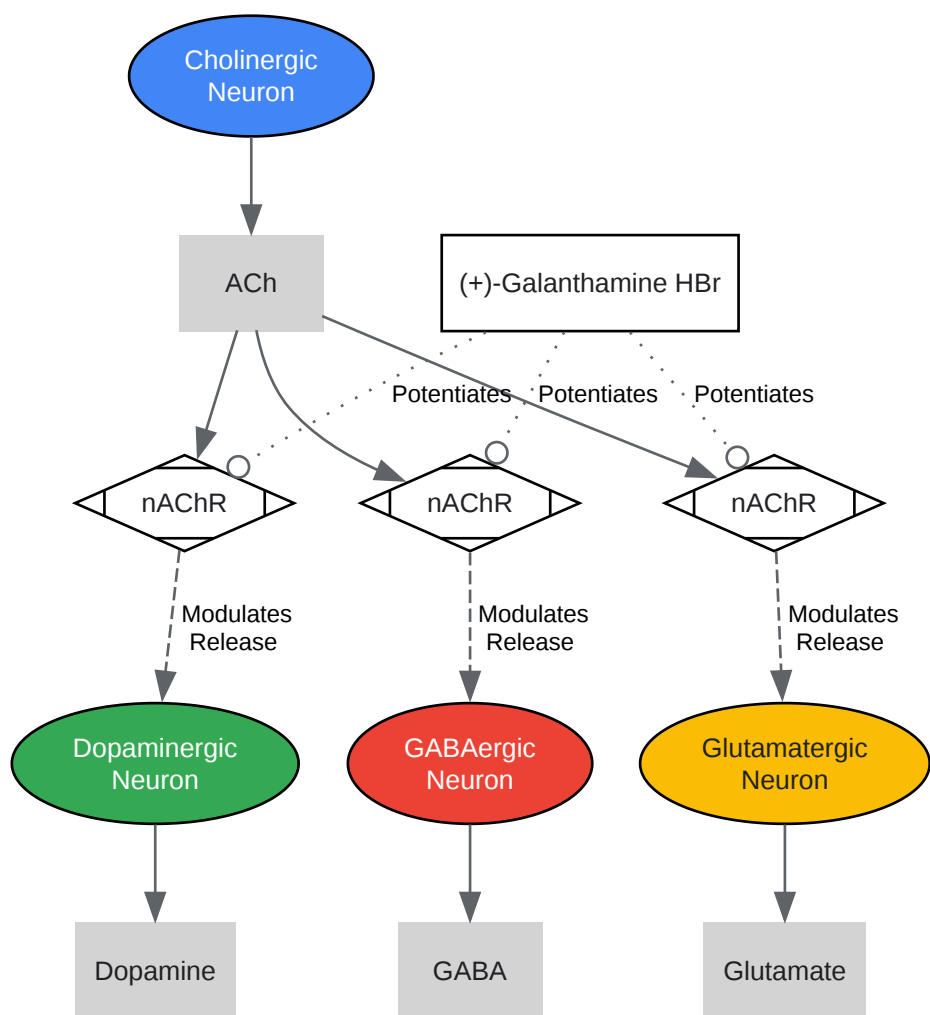 Cholinergic
Neuron
ACh
(+)-Galanthamine HBr
Potentiates
Potentiates
Potentiates
nAChR
nAChR
nAChR
Modulates
Release
Modulates
Release
Modulates
Release
Dopaminergic
Neuron
GABAergic
Neuron
Glutamatergic
Neuron
Dopamine
GABA
Glutamate